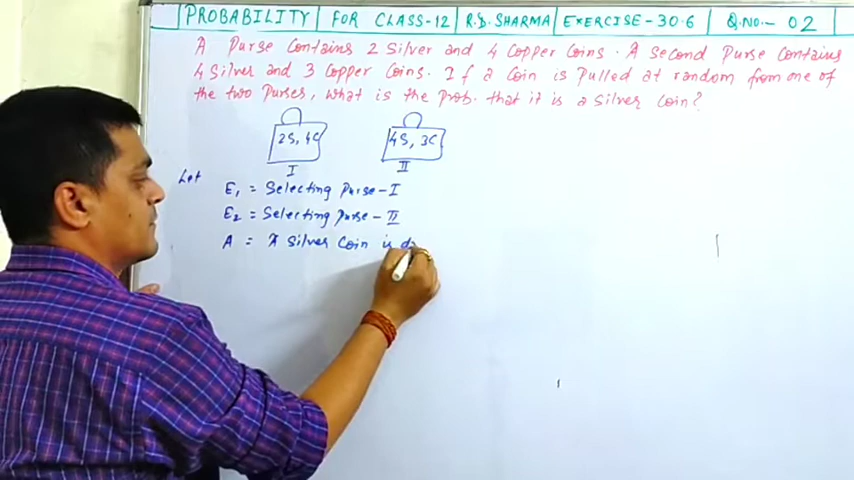 PROBABILITY FOR CLASS-12 R.D. SHARMA EXERCISE-30.6 Q.NO.- 02
A Purse Contains 2 Silver and 4 Copper Coins. A Second Purse Contains
4 Silver and 3 Copper Coins. If a Coin is Pulled at random from one of
the two Purses, what is the Prob. that it is a Silver Coin?
2S, 4C 4S, 3C
I II
Let
E₁ = Selecting Purse-I
E₂ = Selecting Purse-II
A = A Silver Coin is